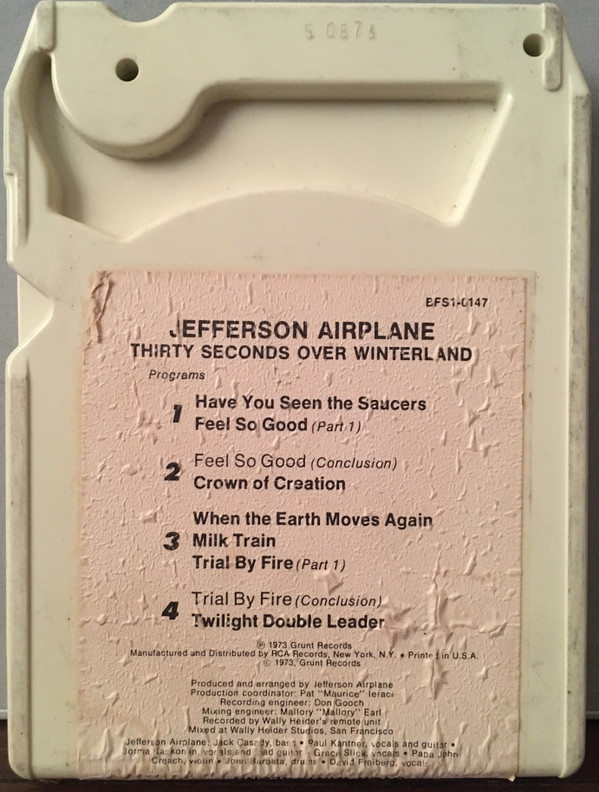 S 0874
BFS1-0147
JEFFERSON AIRPLANE
THIRTY SECONDS OVER WINTERLAND
Programs
1 Have You Seen the Saucers
Feel So Good (Part 1)
2 Feel So Good (Conclusion)
Crown of Creation
3 When the Earth Moves Again
Milk Train
Trial By Fire (Part 1)
4 Trial By Fire (Conclusion)
Twilight Double Leader
℗ 1973 Grunt Records
Manufactured and Distributed by RCA Records, New York, N.Y. • Printed in U.S.A.
© 1973, Grunt Records
Produced and arranged by Jefferson Airplane
Production coordinator: Pat "Maurice" Ieraci
Recording engineer: Don Gooch
Mixing engineer: Mallory "Mallory" Earl
Recorded by Wally Heider's remote unit
Mixed at Wally Heider Studios, San Francisco
Jefferson Airplane: Jack Casady, bass • Paul Kantner, vocals and guitar •
Jorma Kaukonen, vocals and lead guitar • Grace Slick, vocals • Papa John
Creach, violin • John Barbata, drums • David Freiberg, vocals